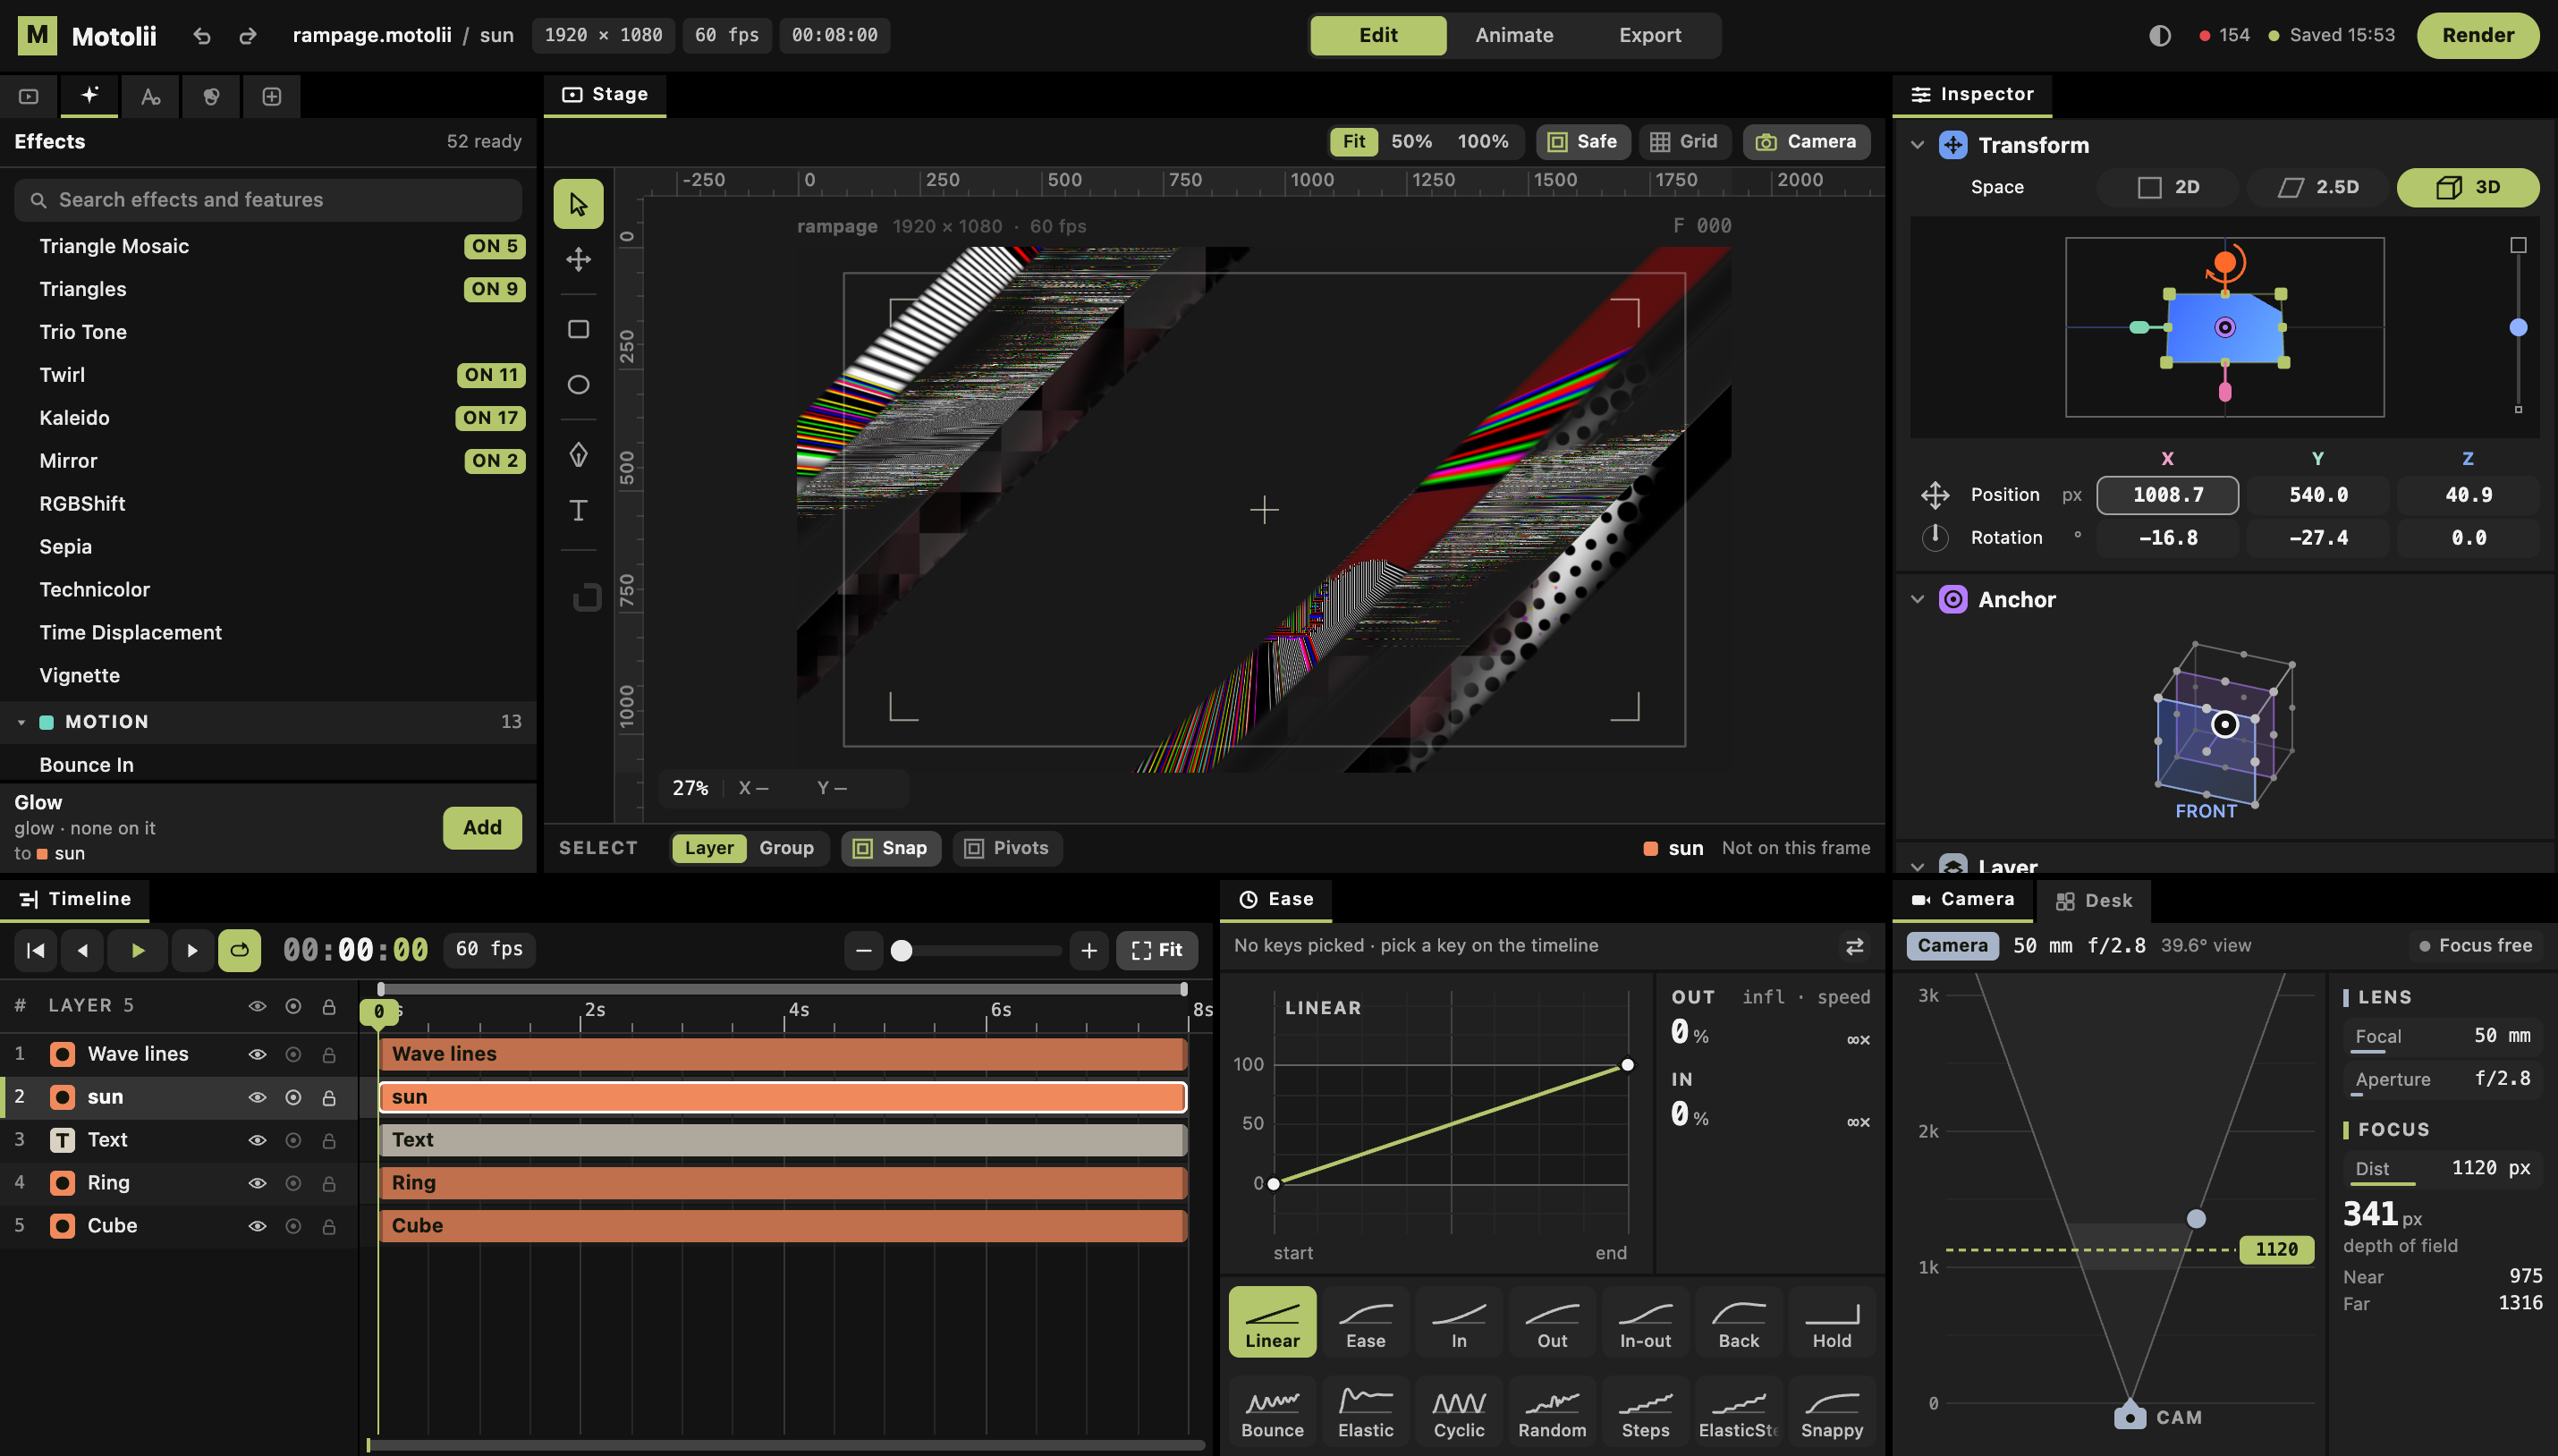 M Motolii rampage.motolii / sun 1920 × 1080 60 fps 00:08:00 Edit Animate Export 154 Saved 15:53 Render
Effects 52 ready
Search effects and features
Triangle Mosaic ON 5
Triangles ON 9
Trio Tone
Twirl ON 11
Kaleido ON 17
Mirror ON 2
RGBShift
Sepia
Technicolor
Time Displacement
Vignette
MOTION 13
Bounce In
Glow
glow · none on it
to sun
Add
Stage
Fit 50% 100% Safe Grid Camera
-250 0 250 500 750 1000 1250 1500 1750 2000
0
250
500
750
1000
rampage 1920 × 1080 · 60 fps F 000
T
27% X — Y —
SELECT Layer Group Snap Pivots sun Not on this frame
Inspector
Transform
Space 2D 2.5D 3D
X Y Z
Position px 1008.7 540.0 40.9
Rotation ° −16.8 −27.4 0.0
Anchor
FRONT
Layer
Timeline
00:00:00 60 fps Fit
# LAYER 5
0 s 2s 4s 6s 8s
1 Wave lines Wave lines
2 sun sun
3 T Text Text
4 Ring Ring
5 Cube Cube
Ease
No keys picked · pick a key on the timeline
LINEAR
100
50
0
start end
OUT infl · speed
0 % ∞×
IN
0 % ∞×
Linear Ease In Out In-out Back Hold
Bounce Elastic Cyclic Random Steps ElasticSte Snappy
Camera Desk
Camera 50 mm f/2.8 39.6° view Focus free
3k
2k
1k
0
1120
CAM
LENS
Focal 50 mm
Aperture f/2.8
FOCUS
Dist 1120 px
341 px
depth of field
Near 975
Far 1316